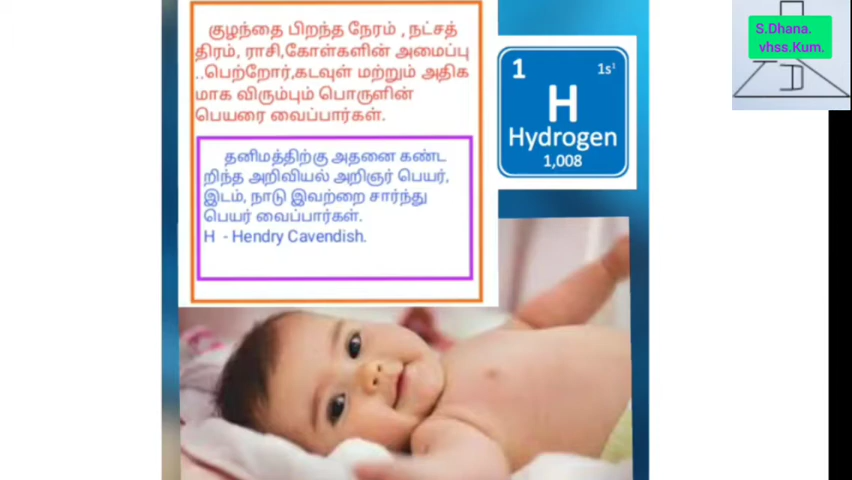 குழந்தை பிறந்த நேரம் , நட்சத்
திரம், ராசி,கோள்களின் அமைப்பு
..பெற்றோர்,கடவுள் மற்றும் அதிக
மாக விரும்பும் பொருளின்
பெயரை வைப்பார்கள்.
தனிமத்திற்கு அதனை கண்ட
றிந்த அறிவியல் அறிஞர் பெயர்,
இடம், நாடு இவற்றை சார்ந்து
பெயர் வைப்பார்கள்.
H - Hendry Cavendish.
1
1s¹
H
Hydrogen
1,008
S.Dhana.
vhss.Kum.